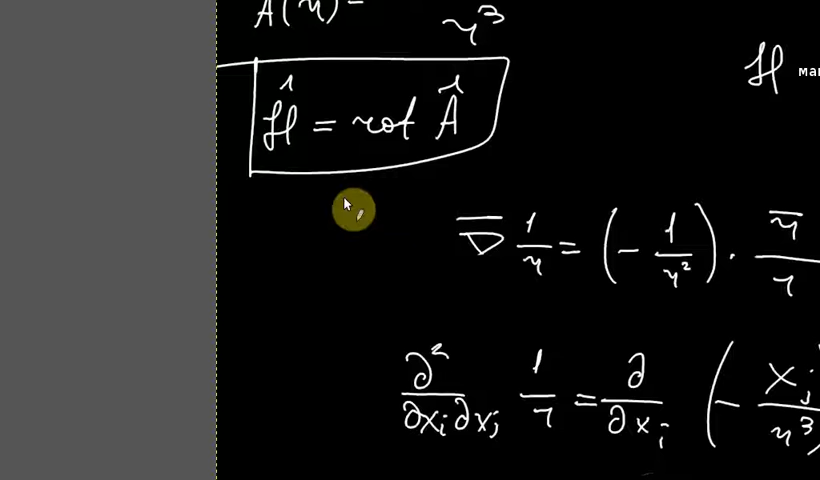 A(r) =
r³
Ĥ = rot Â
H
∇ 1/r = (- 1/r²) · r̄/r
∂²/∂xᵢ∂xⱼ 1/r = ∂/∂xᵢ (- xⱼ/r³